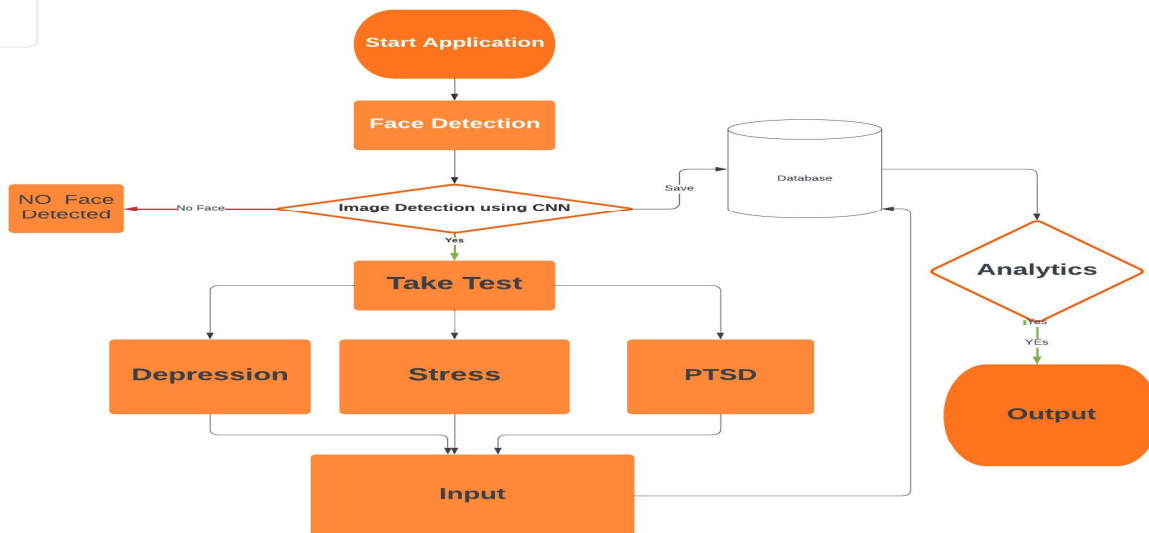 Start Application
Face Detection
NO Face
Detected
No Face
Image Detection using CNN
Save
Database
Yes
Take Test
Analytics
Yes
YEs
Depression
Stress
PTSD
Output
Input